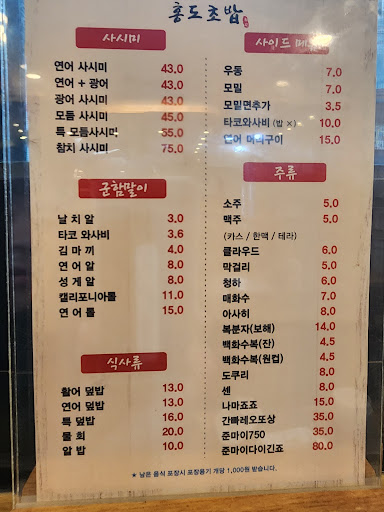 홍도초밥
사시미
연어 사시미 43.0
연어 + 광어 43.0
광어 사시미 43.0
모듬 사시미 45.0
특 모듬사시미 55.0
참치 사시미 75.0
군함말이
날치알 3.0
타코 와사비 3.6
김마끼 4.0
연어알 8.0
성게알 8.0
캘리포니아롤 11.0
연어롤 15.0
식사류
활어 덮밥 13.0
연어 덮밥 13.0
특 덮밥 16.0
물회 20.0
알밥 10.0
사이드 메뉴
우동 7.0
모밀 7.0
모밀면추가 3.5
타코와사비 (밥 ×) 10.0
연어 머리구이 15.0
주류
소주 5.0
맥주 5.0
(카스 / 한맥 / 테라)
클라우드 6.0
막걸리 5.0
청하 6.0
매화수 7.0
아사히 8.0
복분자(보해) 14.0
백화수복(잔) 4.5
백화수복(원컵) 4.5
도쿠리 8.0
센 8.0
나마죠죠 15.0
간빠레오또상 35.0
준마이750 35.0
준마이다이긴죠 80.0
★ 남은 음식 포장시 포장용기 개당 1,000원 받습니다.